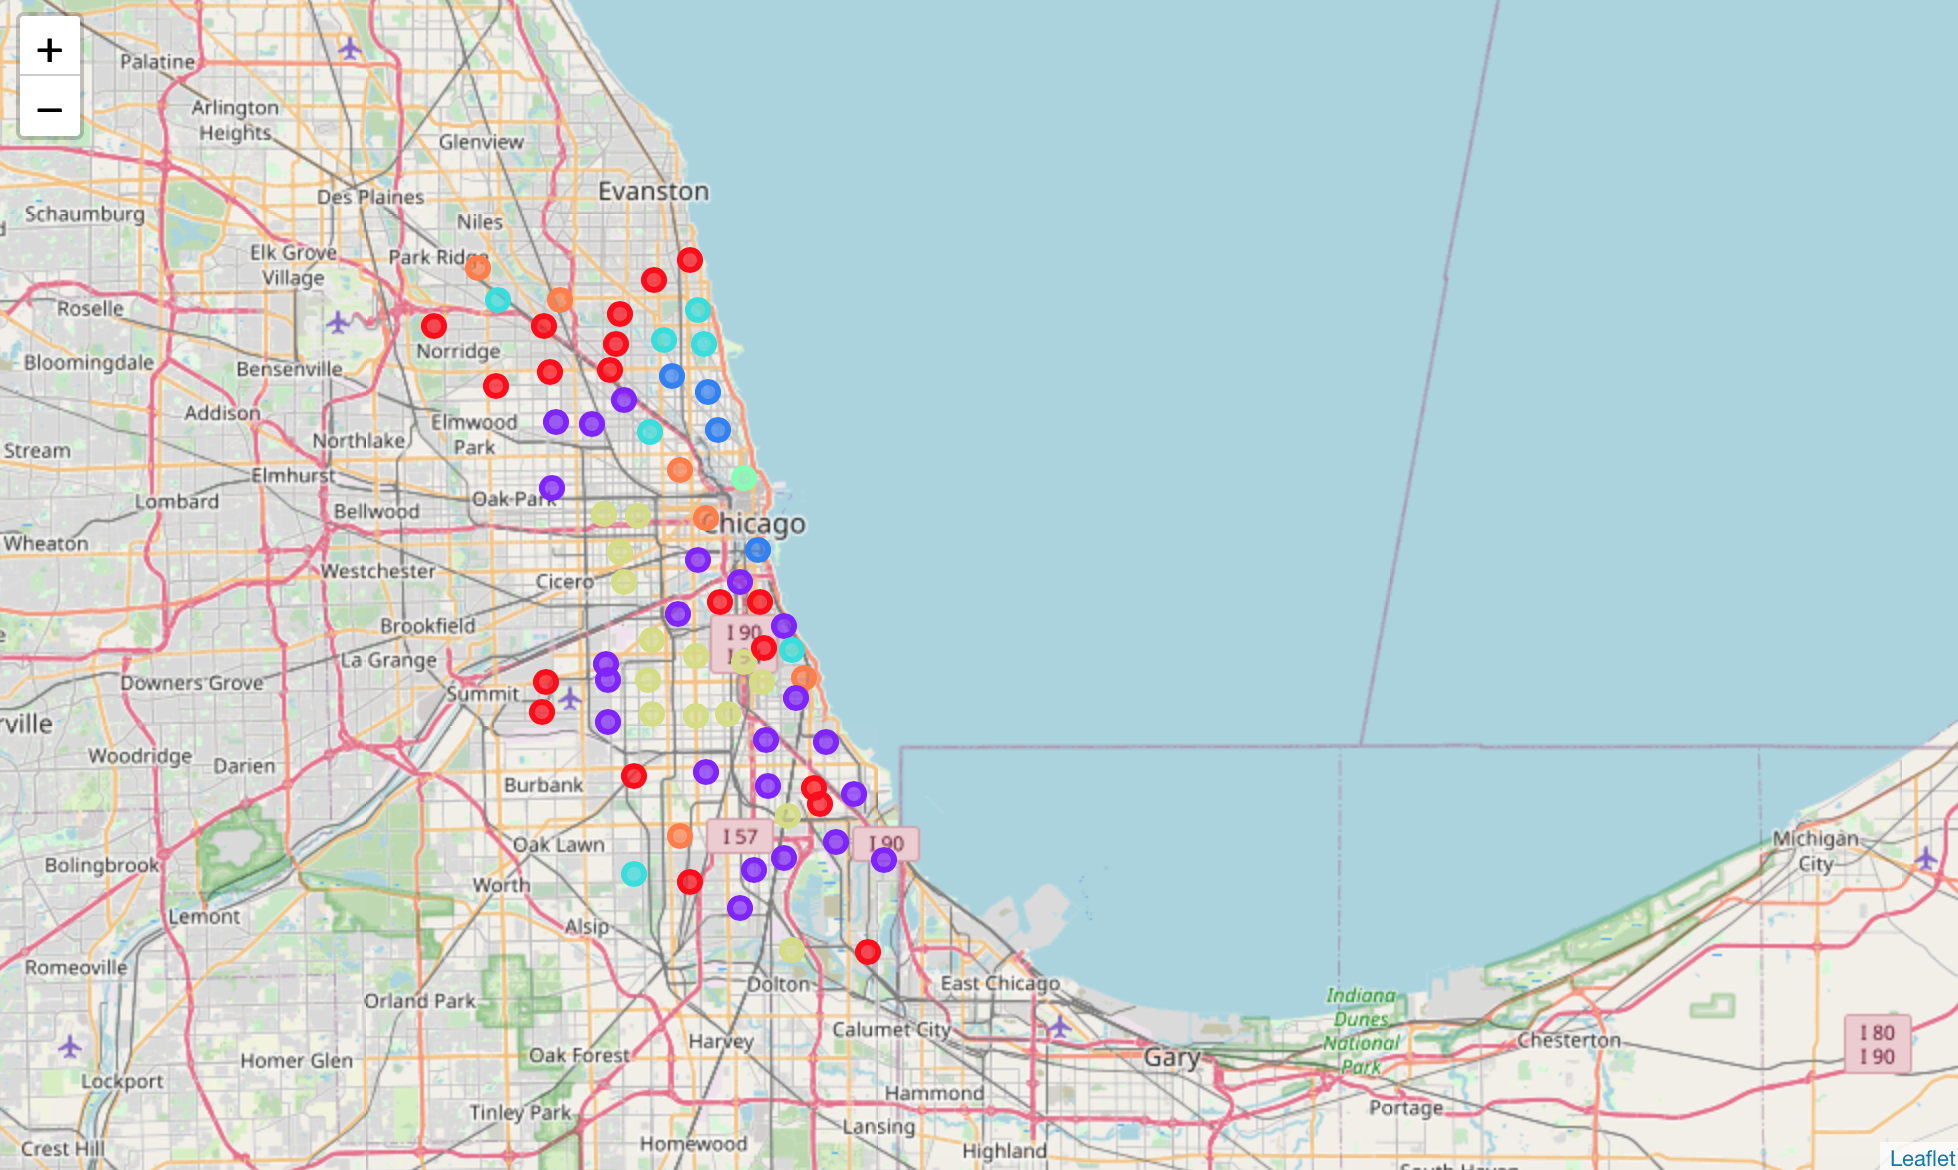 +
−
Palatine
Arlington
Heights
Glenview
Evanston
Des Plaines
Schaumburg
Niles
Elk Grove
Village
Park Ridge
Roselle
Norridge
Bloomingdale
Bensenville
Addison
Elmwood
Park
Northlake
Stream
Elmhurst
Oak Park
Lombard
Bellwood
Chicago
Wheaton
Westchester
Cicero
Brookfield
I 90
La Grange
Downers Grove
Summit
rville
Woodridge
Darien
Burbank
I 57
I 90
Oak Lawn
Michigan
City
Bolingbrook
Worth
Lemont
Alsip
Romeoville
Dolton
East Chicago
Orland Park
Indiana
Dunes
National
Park
Calumet City
Harvey
Chesterton
I 80
I 90
Homer Glen
Oak Forest
Gary
Lockport
Hammond
Tinley Park
Portage
Lansing
Crest Hill
Homewood
Highland
Leaflet